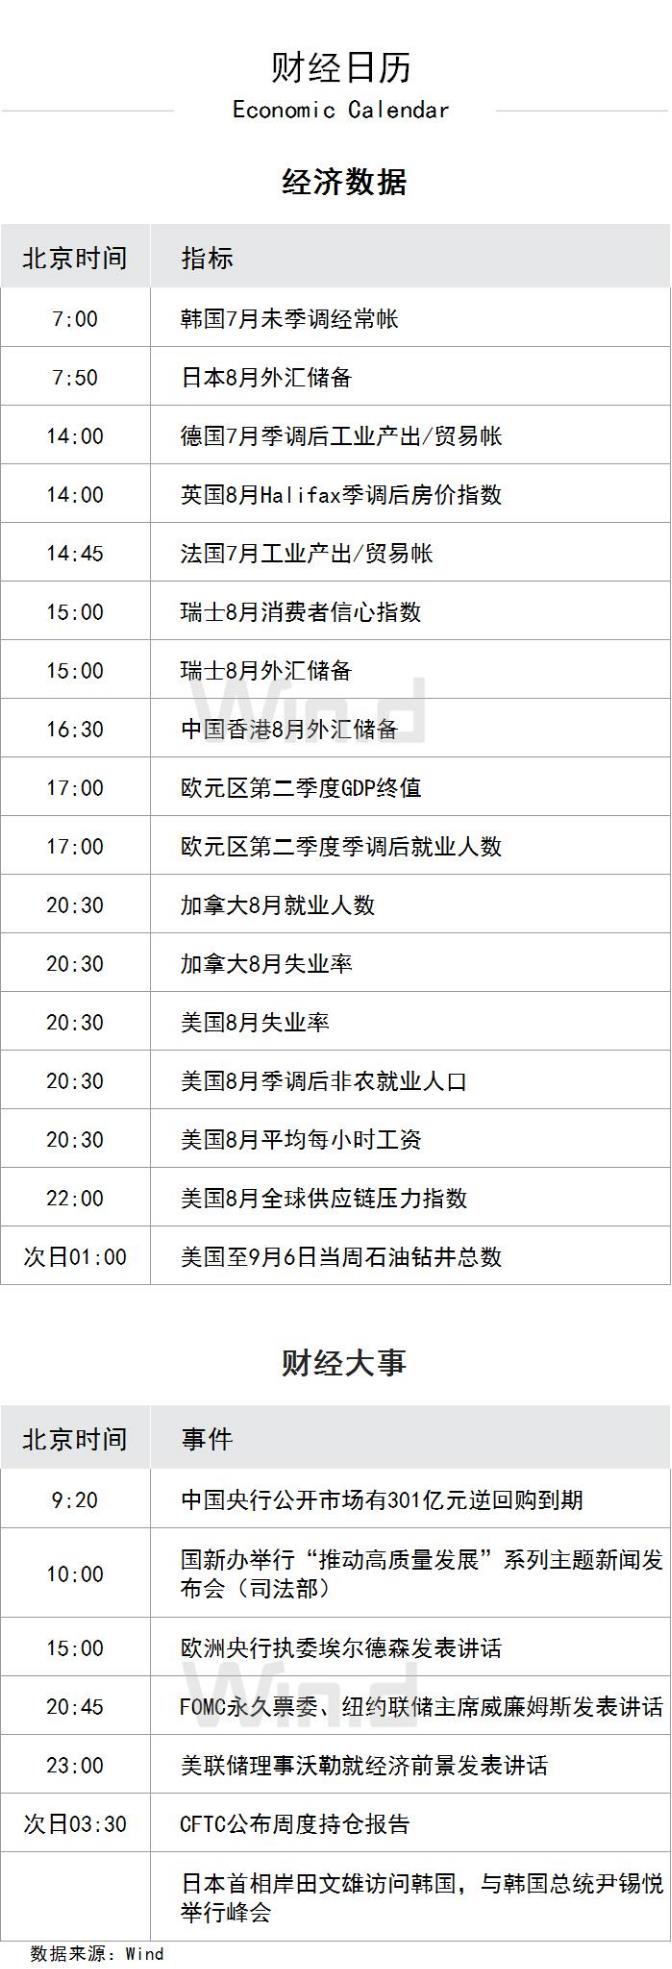 财经日历
Economic Calendar
经济数据
北京时间 指标
7:00 韩国7月未季调经常帐
7:50 日本8月外汇储备
14:00 德国7月季调后工业产出/贸易帐
14:00 英国8月Halifax季调后房价指数
14:45 法国7月工业产出/贸易帐
15:00 瑞士8月消费者信心指数
15:00 瑞士8月外汇储备
16:30 中国香港8月外汇储备
17:00 欧元区第二季度GDP终值
17:00 欧元区第二季度季调后就业人数
20:30 加拿大8月就业人数
20:30 加拿大8月失业率
20:30 美国8月失业率
20:30 美国8月季调后非农就业人口
20:30 美国8月平均每小时工资
22:00 美国8月全球供应链压力指数
次日01:00 美国至9月6日当周石油钻井总数
Win.d
财经大事
北京时间 事件
9:20 中国央行公开市场有301亿元逆回购到期
10:00 国新办举行“推动高质量发展”系列主题新闻发
布会（司法部）
15:00 欧洲央行执委埃尔德森发表讲话
20:45 FOMC永久票委、纽约联储主席威廉姆斯发表讲话
23:00 美联储理事沃勒就经济前景发表讲话
次日03:30 CFTC公布周度持仓报告
日本首相岸田文雄访问韩国，与韩国总统尹锡悦
举行峰会
Win.d
数据来源：Wind